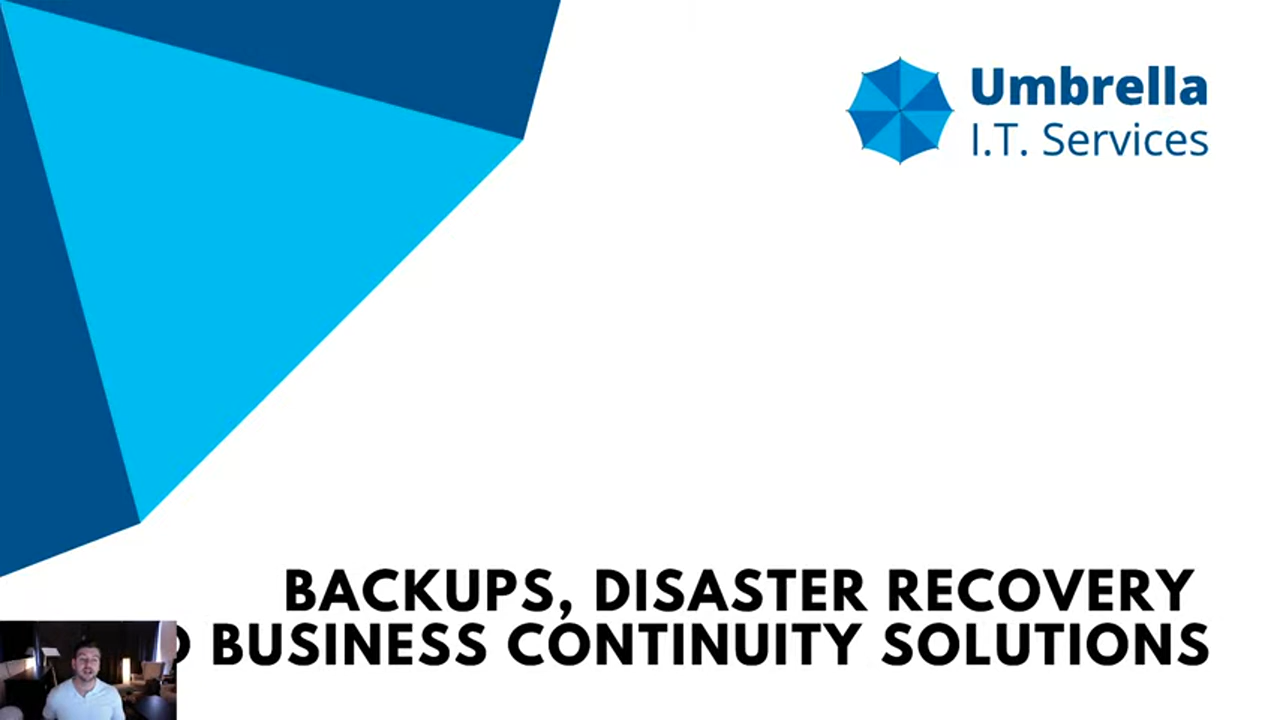 Umbrella
I.T. Services
BACKUPS, DISASTER RECOVERY
BUSINESS CONTINUITY SOLUTIONS